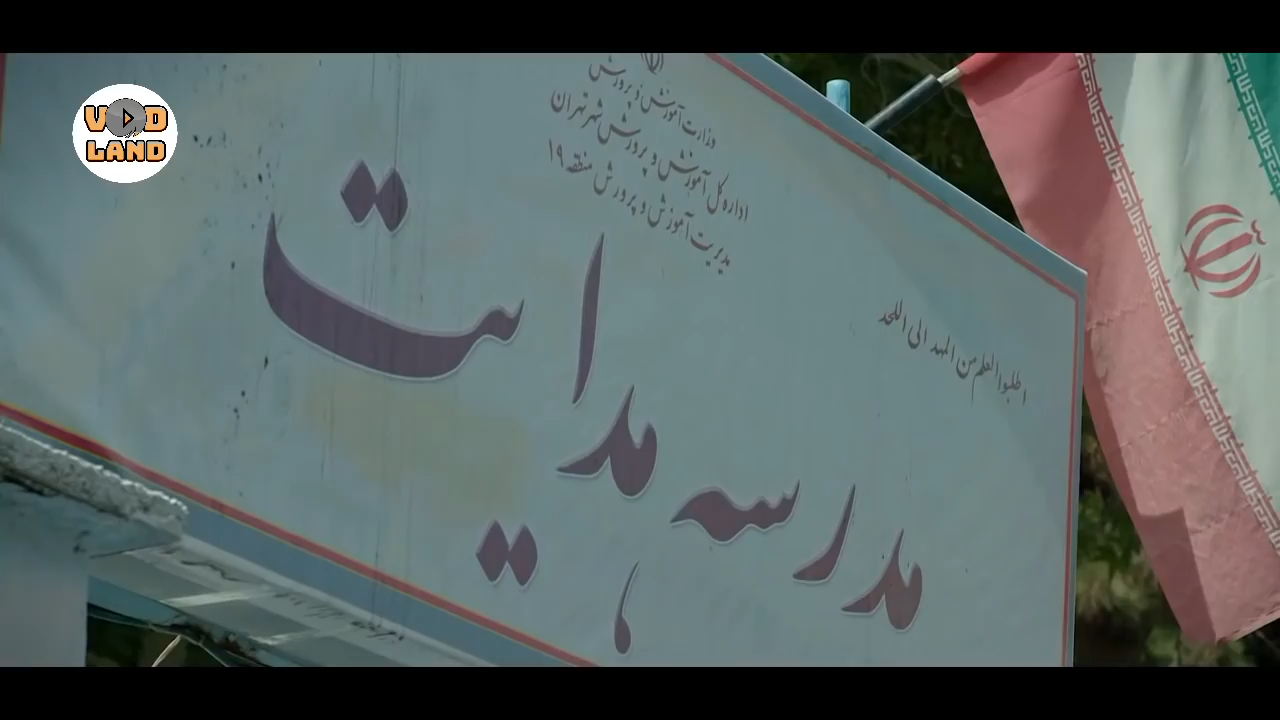 VOD
LAND
وزارت آموزش و پرورش
اداره کل آموزش و پرورش شهر تهران
مدیریت آموزش و پرورش منطقه ۱۹
اطلبوا العلم من المهد الی اللحد
مدرسه هدایت